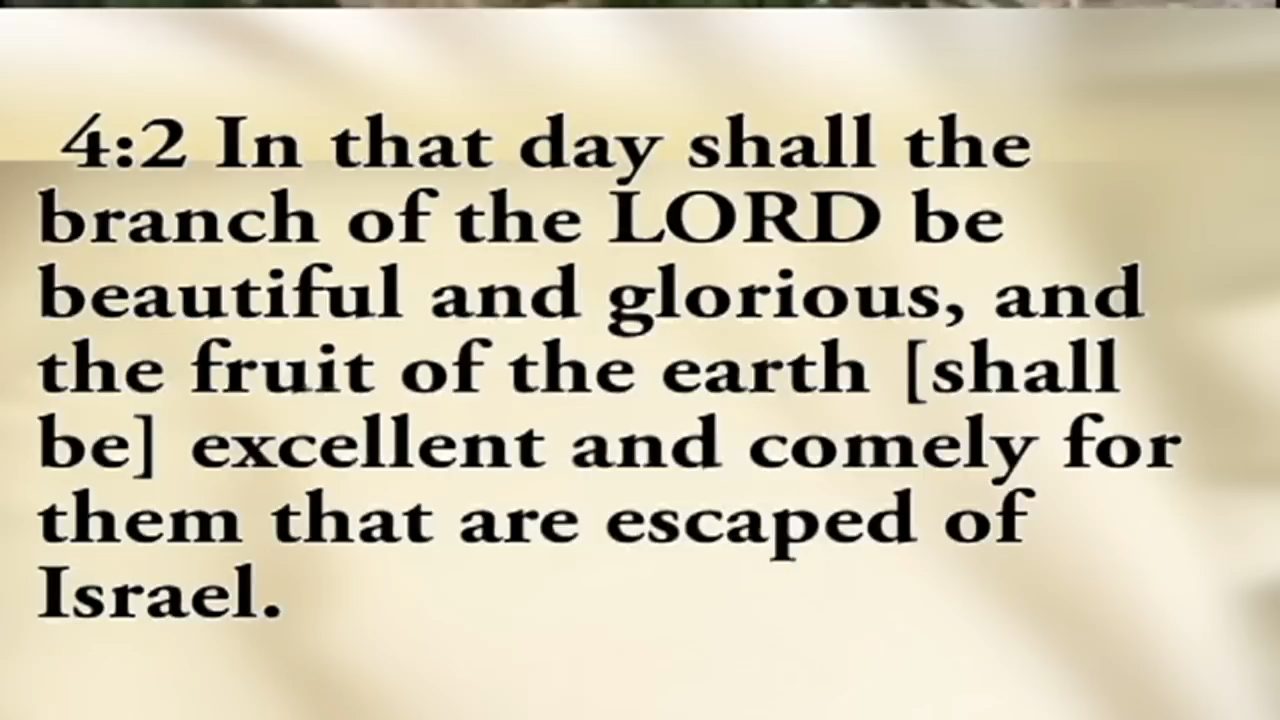 4:2 In that day shall the
branch of the LORD be
beautiful and glorious, and
the fruit of the earth [shall
be] excellent and comely for
them that are escaped of
Israel.